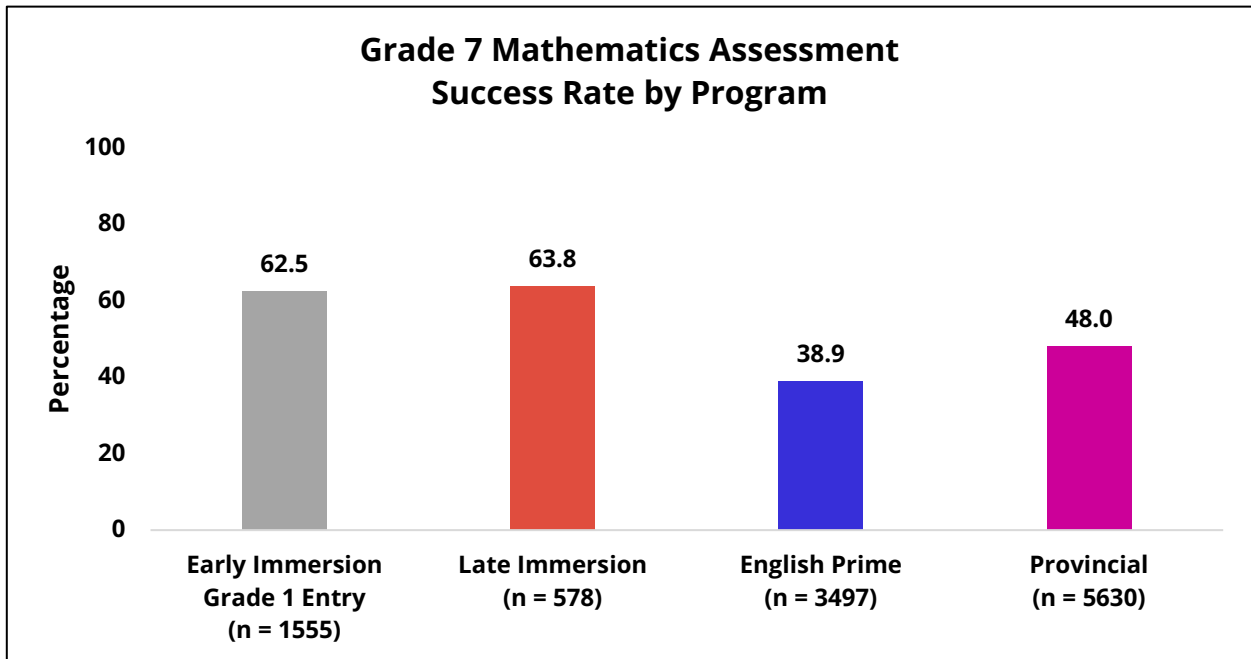 Grade 7 Mathematics Assessment
Success Rate by Program
Percentage
100
80
60
40
20
0
62.5
63.8
38.9
48.0
Early Immersion
Grade 1 Entry
(n = 1555)
Late Immersion
(n = 578)
English Prime
(n = 3497)
Provincial
(n = 5630)